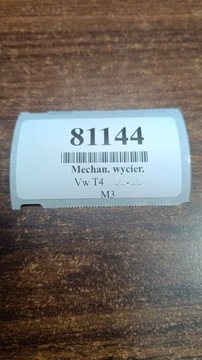 81144
Mechan. wycier.
Vw T4 ../.. - ../..
M3